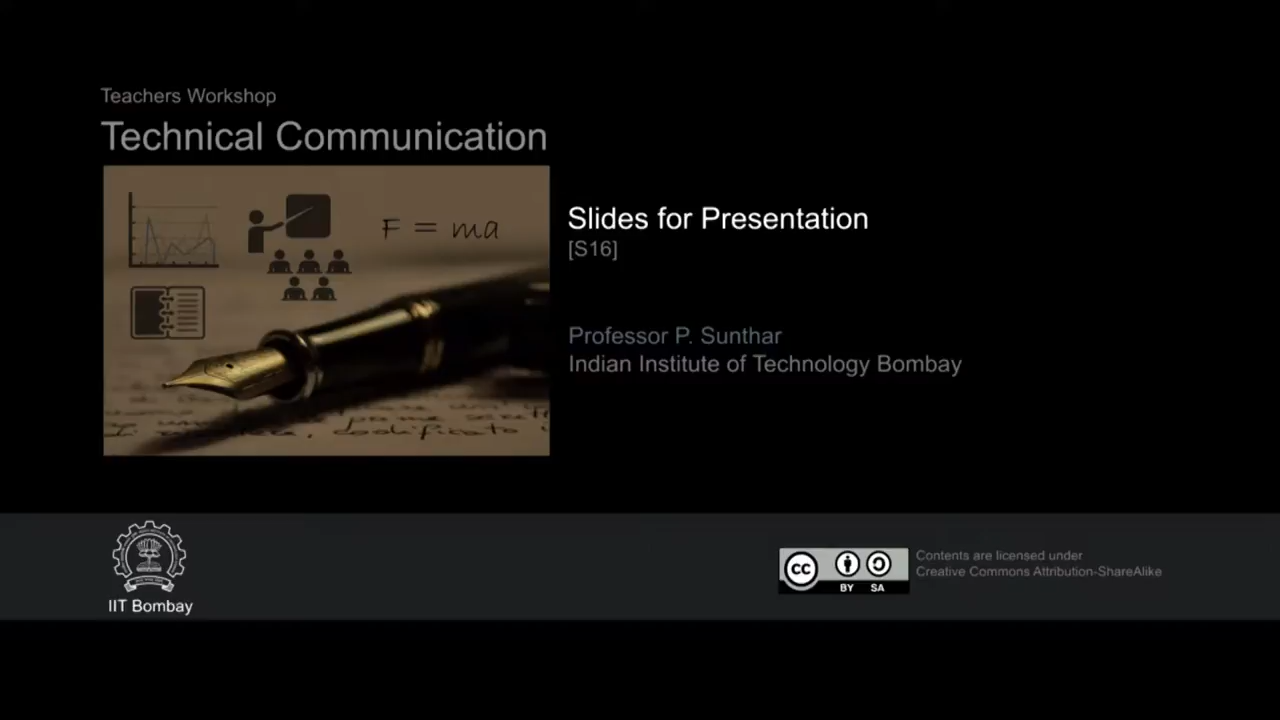 Teachers Workshop
Technical Communication
F = ma
Slides for Presentation
[S16]
Professor P. Sunthar
Indian Institute of Technology Bombay
IIT Bombay
cc
BY SA
Contents are licensed under
Creative Commons Attribution-ShareAlike